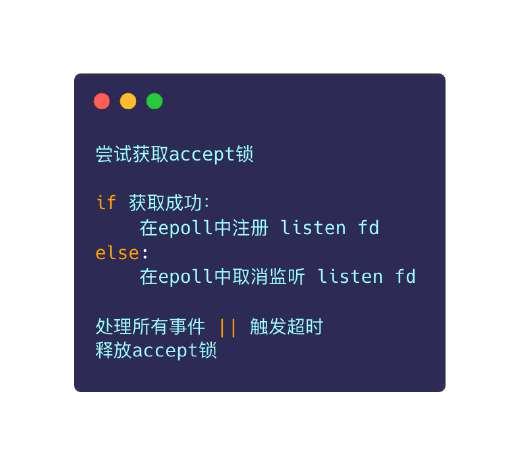 尝试获取accept锁
if 获取成功:
在epoll中注册 listen fd
else:
在epoll中取消监听 listen fd
处理所有事件 || 触发超时
释放accept锁